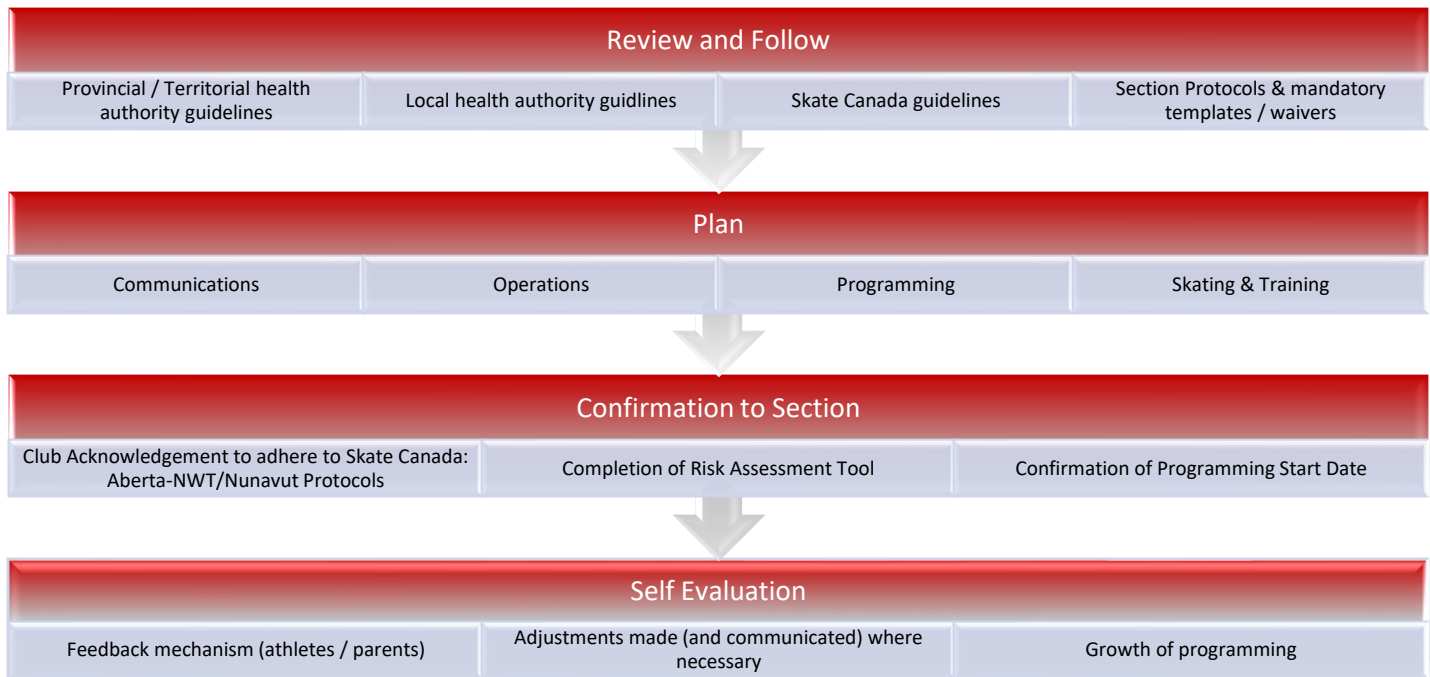 Review and Follow
Provincial / Territorial health
authority guidelines
Local health authority guidlines
Skate Canada guidelines
Section Protocols & mandatory
templates / waivers
Plan
Communications
Operations
Programming
Skating & Training
Confirmation to Section
Club Acknowledgement to adhere to Skate Canada:
Aberta-NWT/Nunavut Protocols
Completion of Risk Assessment Tool
Confirmation of Programming Start Date
Self Evaluation
Feedback mechanism (athletes / parents)
Adjustments made (and communicated) where
necessary
Growth of programming